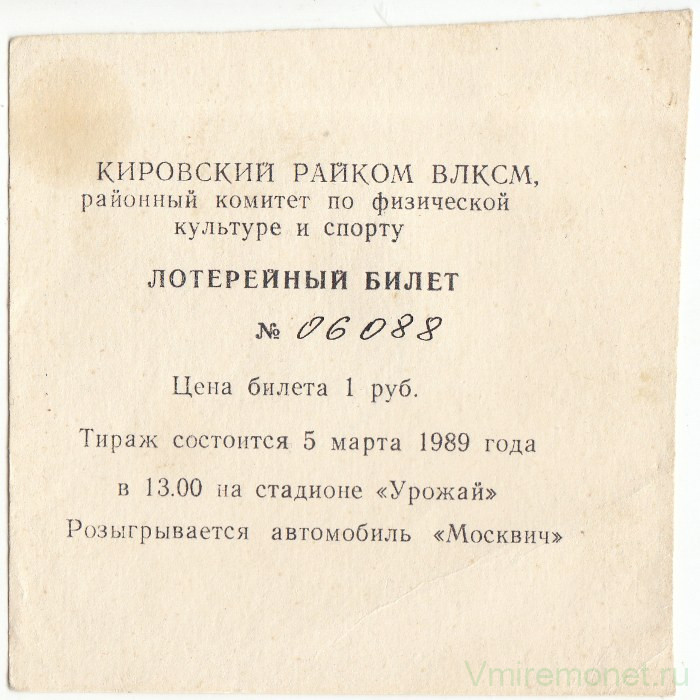 КИРОВСКИЙ РАЙКОМ ВЛКСМ,
районный комитет по физической
культуре и спорту
ЛОТЕРЕЙНЫЙ БИЛЕТ
№ 06088
Цена билета 1 руб.
Тираж состоится 5 марта 1989 года
в 13.00 на стадионе «Урожай»
Розыгрывается автомобиль «Москвич»
Vmiremonet.ru